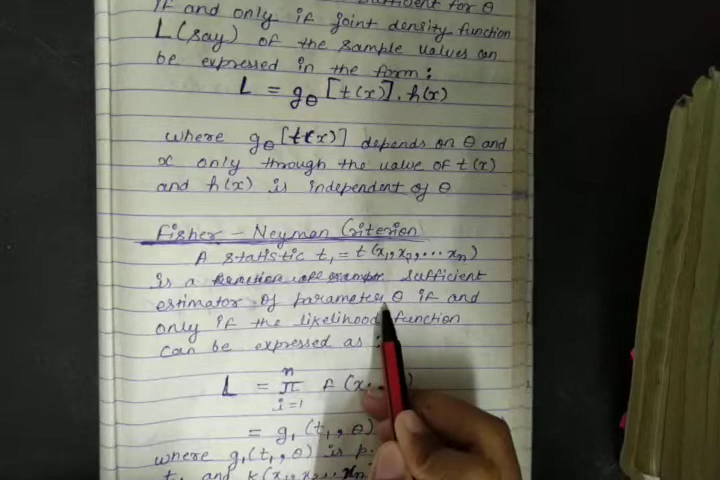 sufficient for θ
if and only if joint density function
L (say) of the sample values can
be expressed in the form:
L = gθ [t(x)]. h(x)
where gθ [t(x)] depends on θ and
x only through the value of t(x)
and h(x) is independent of θ
Fisher - Neyman Criterion
A statistic t₁ = t(x₁, x₂, ... xₙ)
is a sufficient
estimator of parameter θ if and
only if the likelihood function
can be expressed as :
L = n π i=1 f(x
= g₁(t₁, θ)
where g₁(t₁, θ) is
t₁ and k(x₁, x₂... xₙ